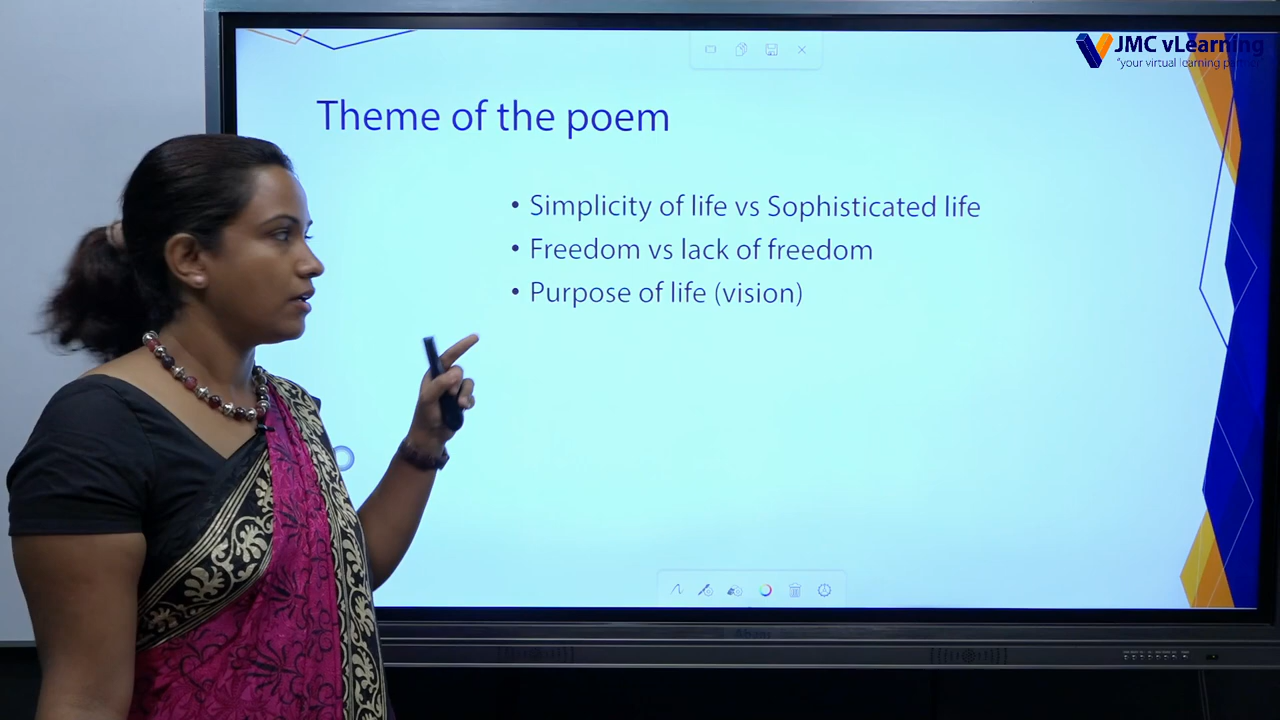 JMC vLearning
"your virtual learning partner"
Theme of the poem
• Simplicity of life vs Sophisticated life
• Freedom vs lack of freedom
• Purpose of life (vision)